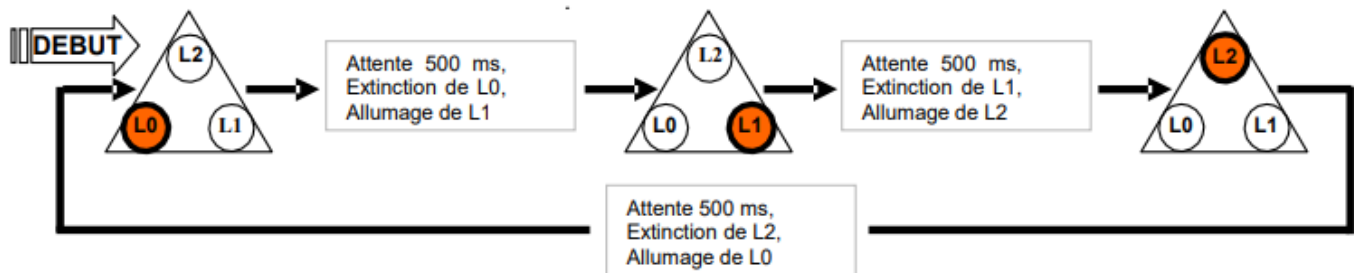 DEBUT
L2
L0
L1
Attente 500 ms,
Extinction de L0,
Allumage de L1
L2
L0
L1
Attente 500 ms,
Extinction de L1,
Allumage de L2
L2
L0
L1
Attente 500 ms,
Extinction de L2,
Allumage de L0